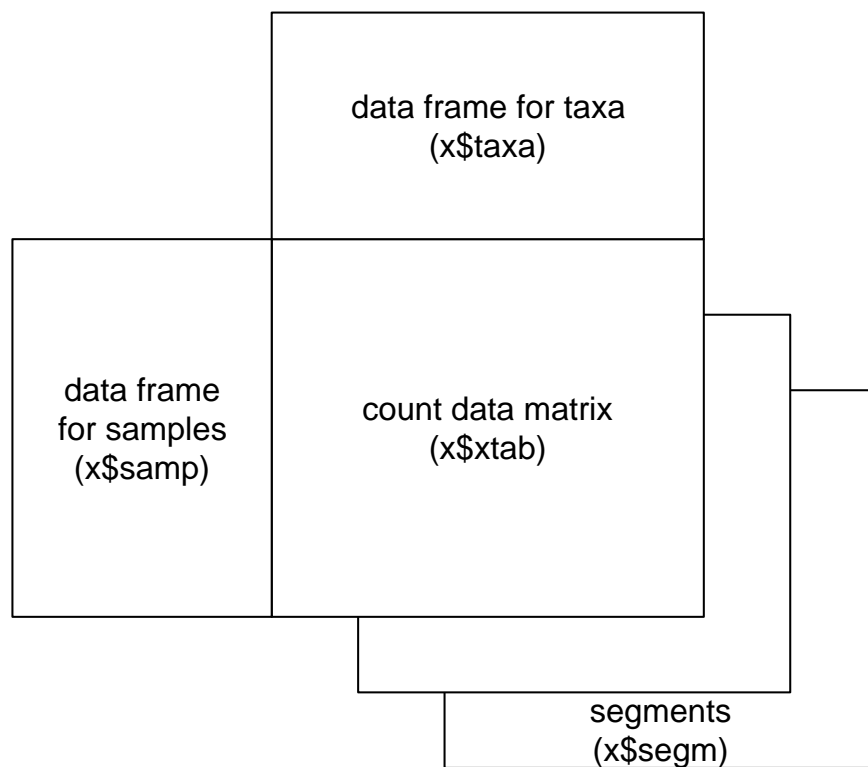 data frame for taxa
(x$taxa)
data frame
for samples
(x$samp)
count data matrix
(x$xtab)
segments
(x$segm)